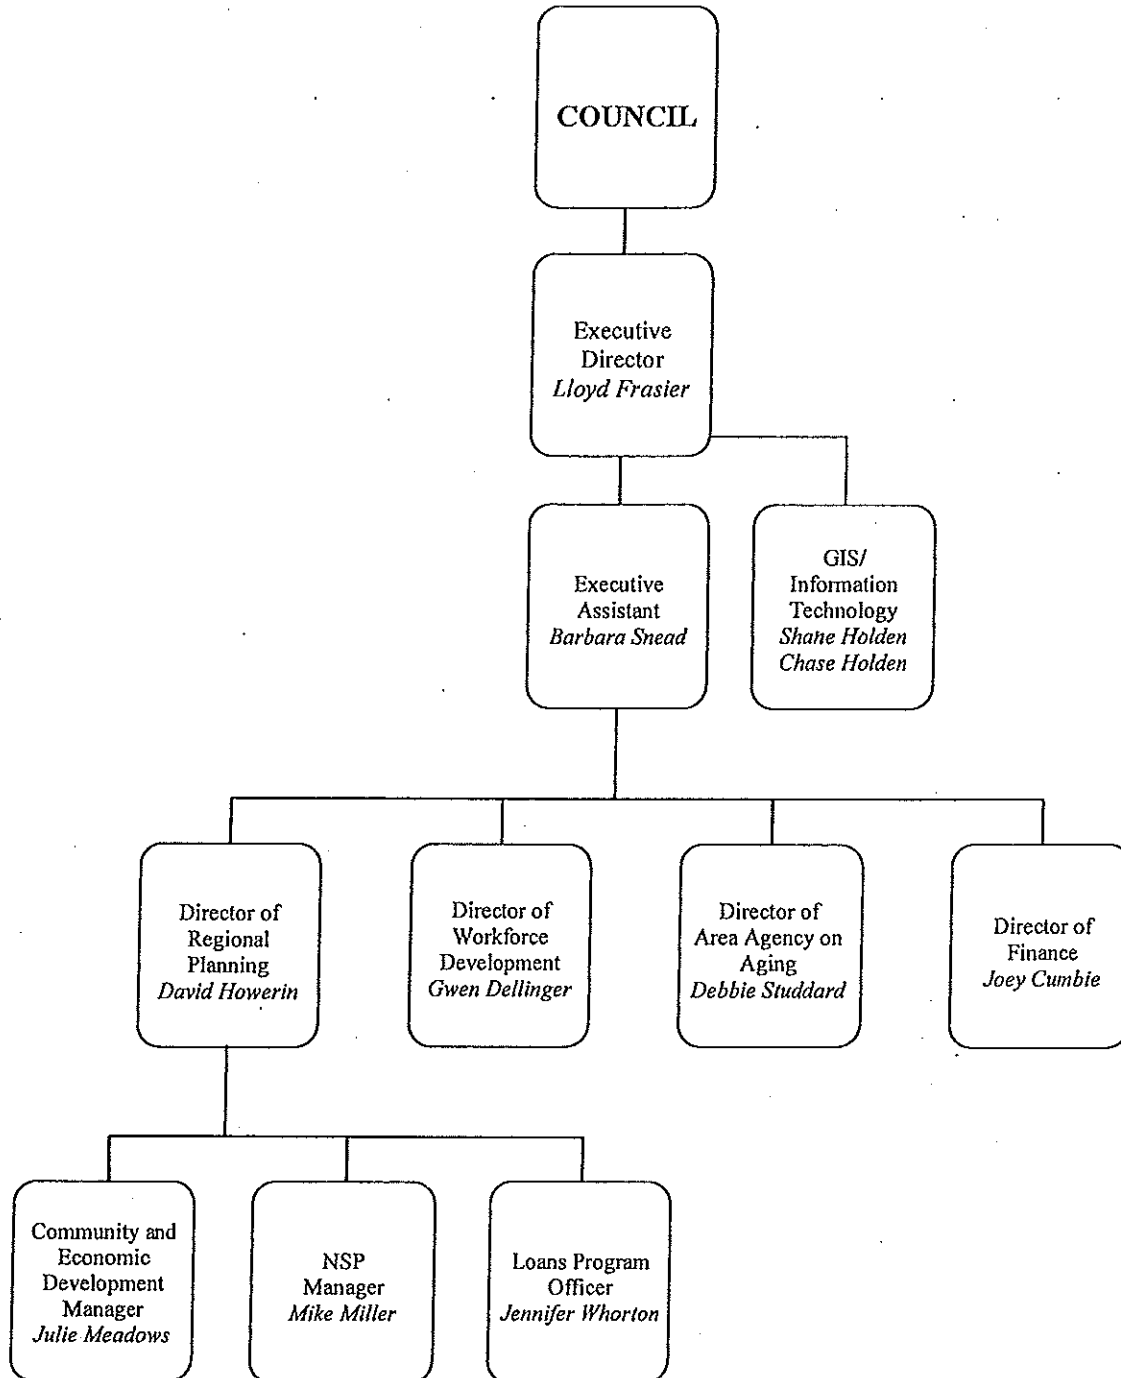 COUNCIL
Executive
Director
Lloyd Frasier
Executive
Assistant
Barbara Snead
GIS/
Information
Technology
Shane Holden
Chase Holden
Director of
Regional
Planning
David Howerin
Director of
Workforce
Development
Gwen Dellinger
Director of
Area Agency on
Aging
Debbie Studdard
Director of
Finance
Joey Cumbie
Community and
Economic
Development
Manager
Julie Meadows
NSP
Manager
Mike Miller
Loans Program
Officer
Jennifer Whorton